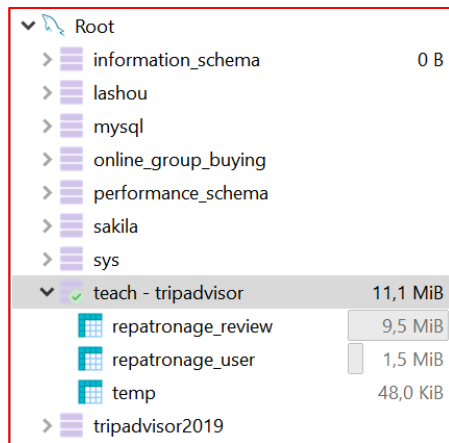 Root
information_schema 0 B
lashou
mysql
online_group_buying
performance_schema
sakila
sys
teach - tripadvisor 11,1 MiB
repatronage_review 9,5 MiB
repatronage_user 1,5 MiB
temp 48,0 KiB
tripadvisor2019